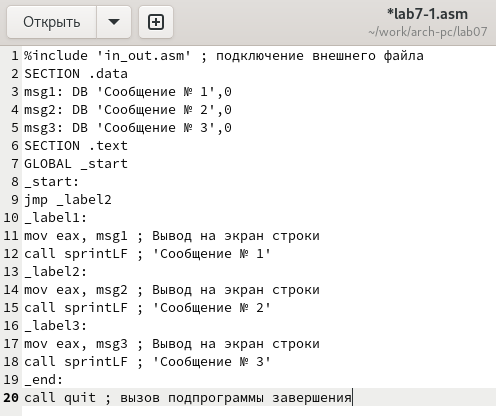 Открыть
*lab7-1.asm
~/work/arch-pc/lab07
1 %include 'in_out.asm' ; подключение внешнего файла
2 SECTION .data
3 msg1: DB 'Сообщение № 1',0
4 msg2: DB 'Сообщение № 2',0
5 msg3: DB 'Сообщение № 3',0
6 SECTION .text
7 GLOBAL _start
8 _start:
9 jmp _label2
10 _label1:
11 mov eax, msg1 ; Вывод на экран строки
12 call sprintLF ; 'Сообщение № 1'
13 _label2:
14 mov eax, msg2 ; Вывод на экран строки
15 call sprintLF ; 'Сообщение № 2'
16 _label3:
17 mov eax, msg3 ; Вывод на экран строки
18 call sprintLF ; 'Сообщение № 3'
19 _end:
20 call quit ; вызов подпрограммы завершения